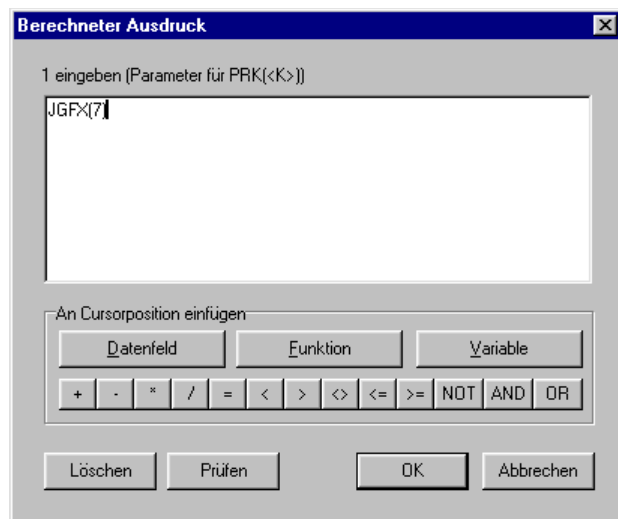 Berechneter Ausdruck
1 eingeben (Parameter für PRK(<K>))
JGFX(7)
An Cursorposition einfügen
Datenfeld Funktion Variable
+ - * / = < > <> <= >= NOT AND OR
Löschen Prüfen OK Abbrechen